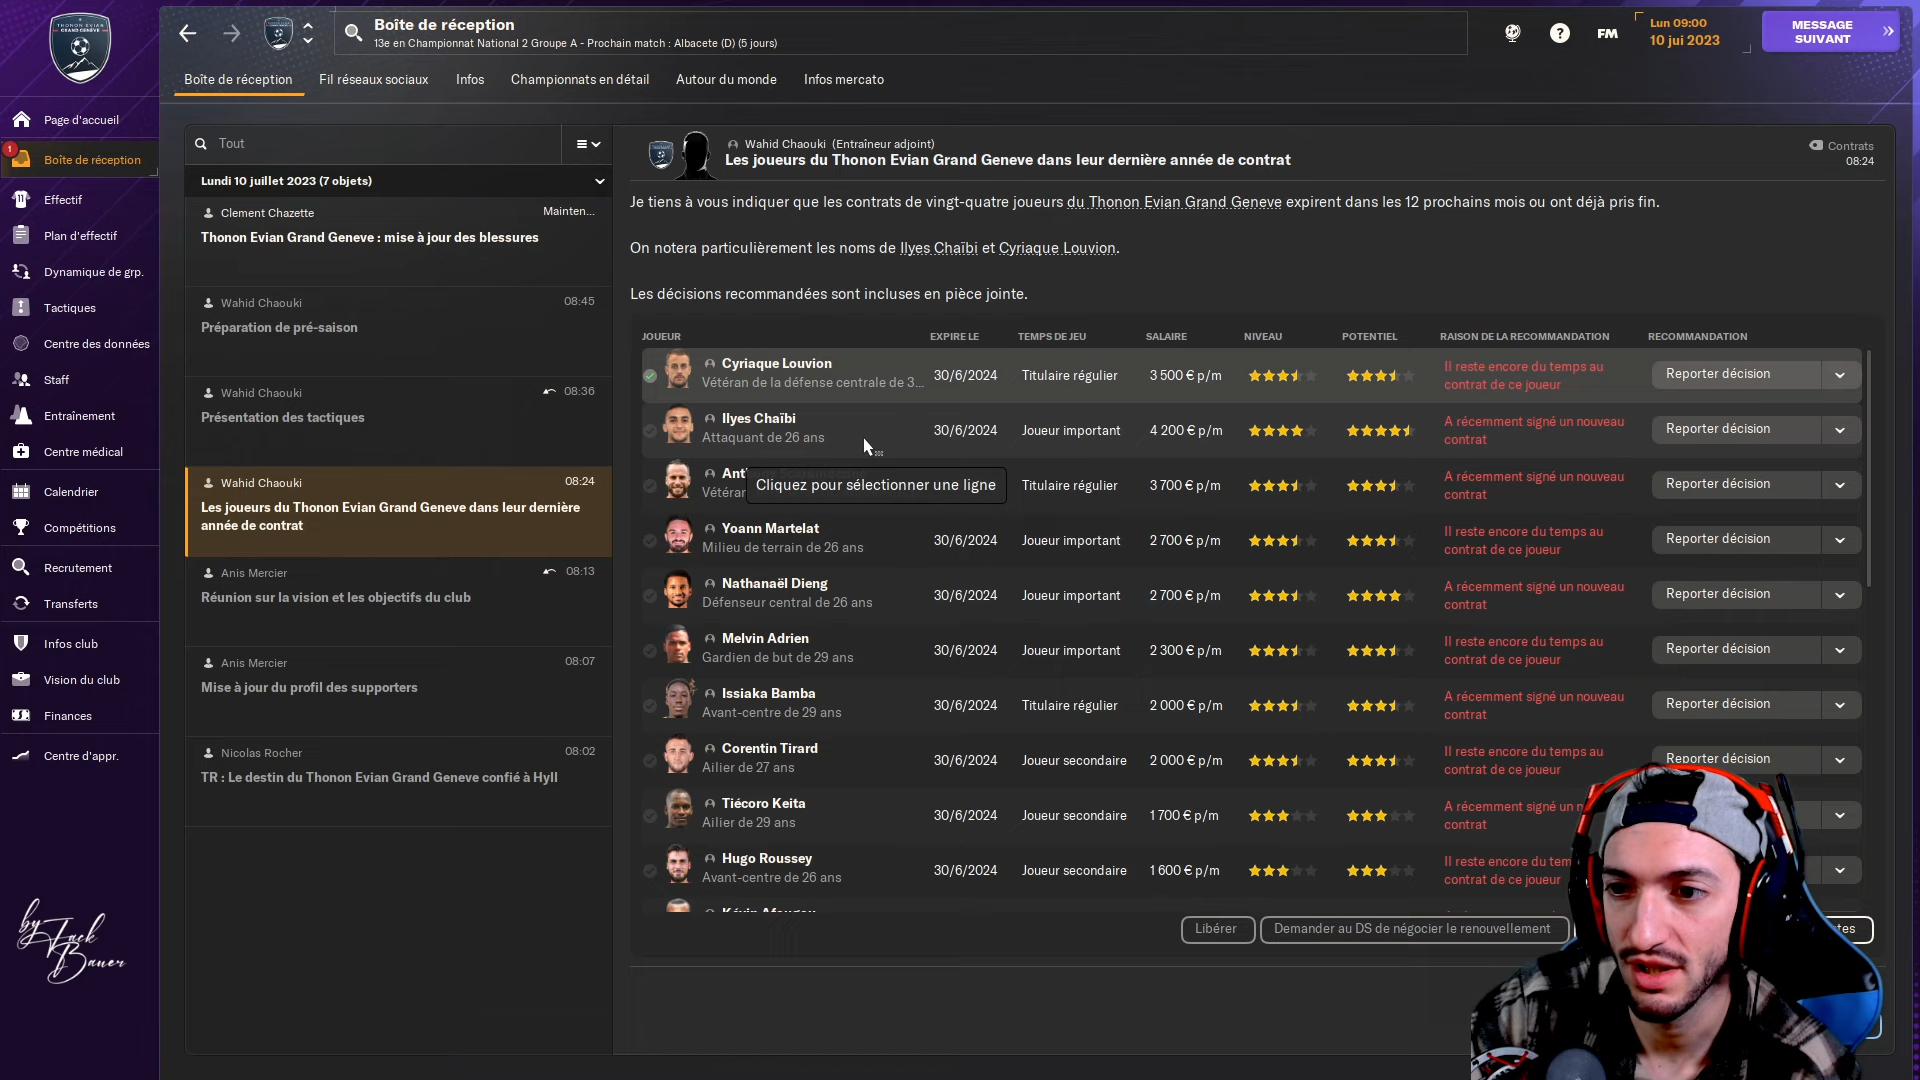 THONON EVIAN
GRAND GENÈVE
Boîte de réception
13e en Championnat National 2 Groupe A - Prochain match : Albacete (D) (5 jours)
FM
Lun 09:00
10 jui 2023
MESSAGE
SUIVANT
Boîte de réception
Fil réseaux sociaux
Infos
Championnats en détail
Autour du monde
Infos mercato
Page d'accueil
1
Boîte de réception
Effectif
Plan d'effectif
Dynamique de grp.
Tactiques
Centre des données
Staff
Entraînement
Centre médical
Calendrier
Compétitions
Recrutement
Transferts
Infos club
Vision du club
Finances
Centre d'appr.
by Jack
Bauer
Tout
Lundi 10 juillet 2023 (7 objets)
Clement Chazette
Mainten...
Thonon Evian Grand Geneve : mise à jour des blessures
Wahid Chaouki
08:45
Préparation de pré-saison
Wahid Chaouki
08:36
Présentation des tactiques
Wahid Chaouki
08:24
Les joueurs du Thonon Evian Grand Geneve dans leur dernière
année de contrat
Anis Mercier
08:13
Réunion sur la vision et les objectifs du club
Anis Mercier
08:07
Mise à jour du profil des supporters
Nicolas Rocher
08:02
TR : Le destin du Thonon Evian Grand Geneve confié à Hyll
Wahid Chaouki (Entraîneur adjoint)
Les joueurs du Thonon Evian Grand Geneve dans leur dernière année de contrat
Contrats
08:24
Je tiens à vous indiquer que les contrats de vingt-quatre joueurs du Thonon Evian Grand Geneve expirent dans les 12 prochains mois ou ont déjà pris fin.
On notera particulièrement les noms de Ilyes Chaïbi et Cyriaque Louvion.
Les décisions recommandées sont incluses en pièce jointe.
JOUEUR EXPIRE LE TEMPS DE JEU SALAIRE NIVEAU POTENTIEL RAISON DE LA RECOMMANDATION RECOMMANDATION
Cyriaque Louvion
Vétéran de la défense centrale de 3...
30/6/2024 Titulaire régulier 3 500 € p/m
Il reste encore du temps au
contrat de ce joueur
Reporter décision
Ilyes Chaïbi
Attaquant de 26 ans
30/6/2024 Joueur important 4 200 € p/m
A récemment signé un nouveau
contrat
Reporter décision
Cliquez pour sélectionner une ligne
Titulaire régulier 3 700 € p/m
A récemment signé un nouveau
contrat
Reporter décision
Yoann Martelat
Milieu de terrain de 26 ans
30/6/2024 Joueur important 2 700 € p/m
Il reste encore du temps au
contrat de ce joueur
Reporter décision
Nathanaël Dieng
Défenseur central de 26 ans
30/6/2024 Joueur important 2 700 € p/m
A récemment signé un nouveau
contrat
Reporter décision
Melvin Adrien
Gardien de but de 29 ans
30/6/2024 Joueur important 2 300 € p/m
Il reste encore du temps au
contrat de ce joueur
Reporter décision
Issiaka Bamba
Avant-centre de 29 ans
30/6/2024 Titulaire régulier 2 000 € p/m
A récemment signé un nouveau
contrat
Reporter décision
Corentin Tirard
Ailier de 27 ans
30/6/2024 Joueur secondaire 2 000 € p/m
Il reste encore du temps au
contrat de ce joueur
Reporter décision
Tiécoro Keita
Ailier de 29 ans
30/6/2024 Joueur secondaire 1 700 € p/m
A récemment signé un
contrat
Hugo Roussey
Avant-centre de 26 ans
30/6/2024 Joueur secondaire 1 600 € p/m
Il reste encore du
contrat de ce joueur
Libérer
Demander au DS de négocier le renouvellement